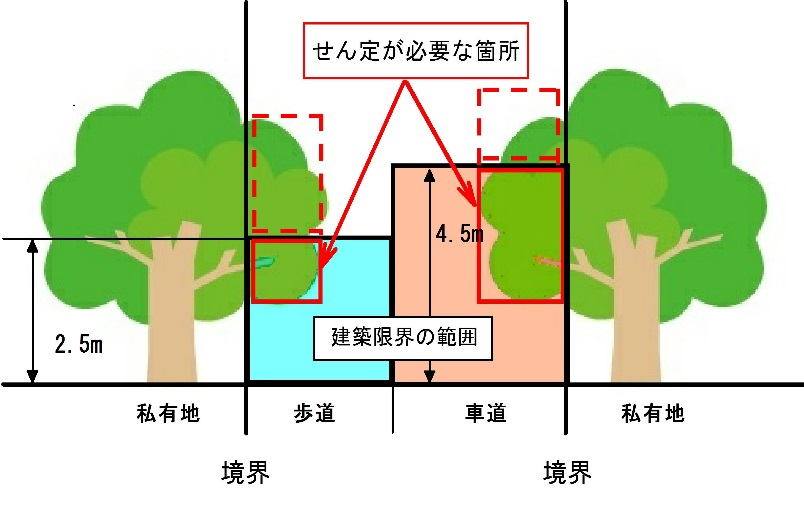 せん定が必要な箇所
4.5m
建築限界の範囲
2.5m
私有地
歩道
車道
私有地
境界
境界